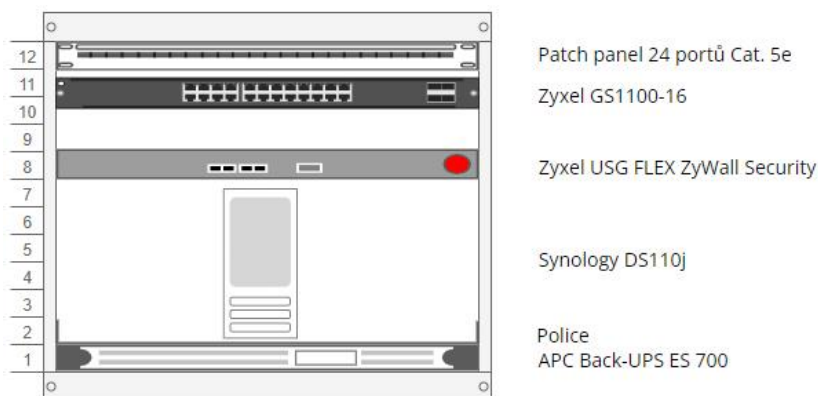 12
Patch panel 24 portů Cat. 5e
11
Zyxel GS1100-16
10
9
8
Zyxel USG FLEX ZyWall Security
7
6
5
Synology DS110j
4
3
2
Police
1
APC Back-UPS ES 700